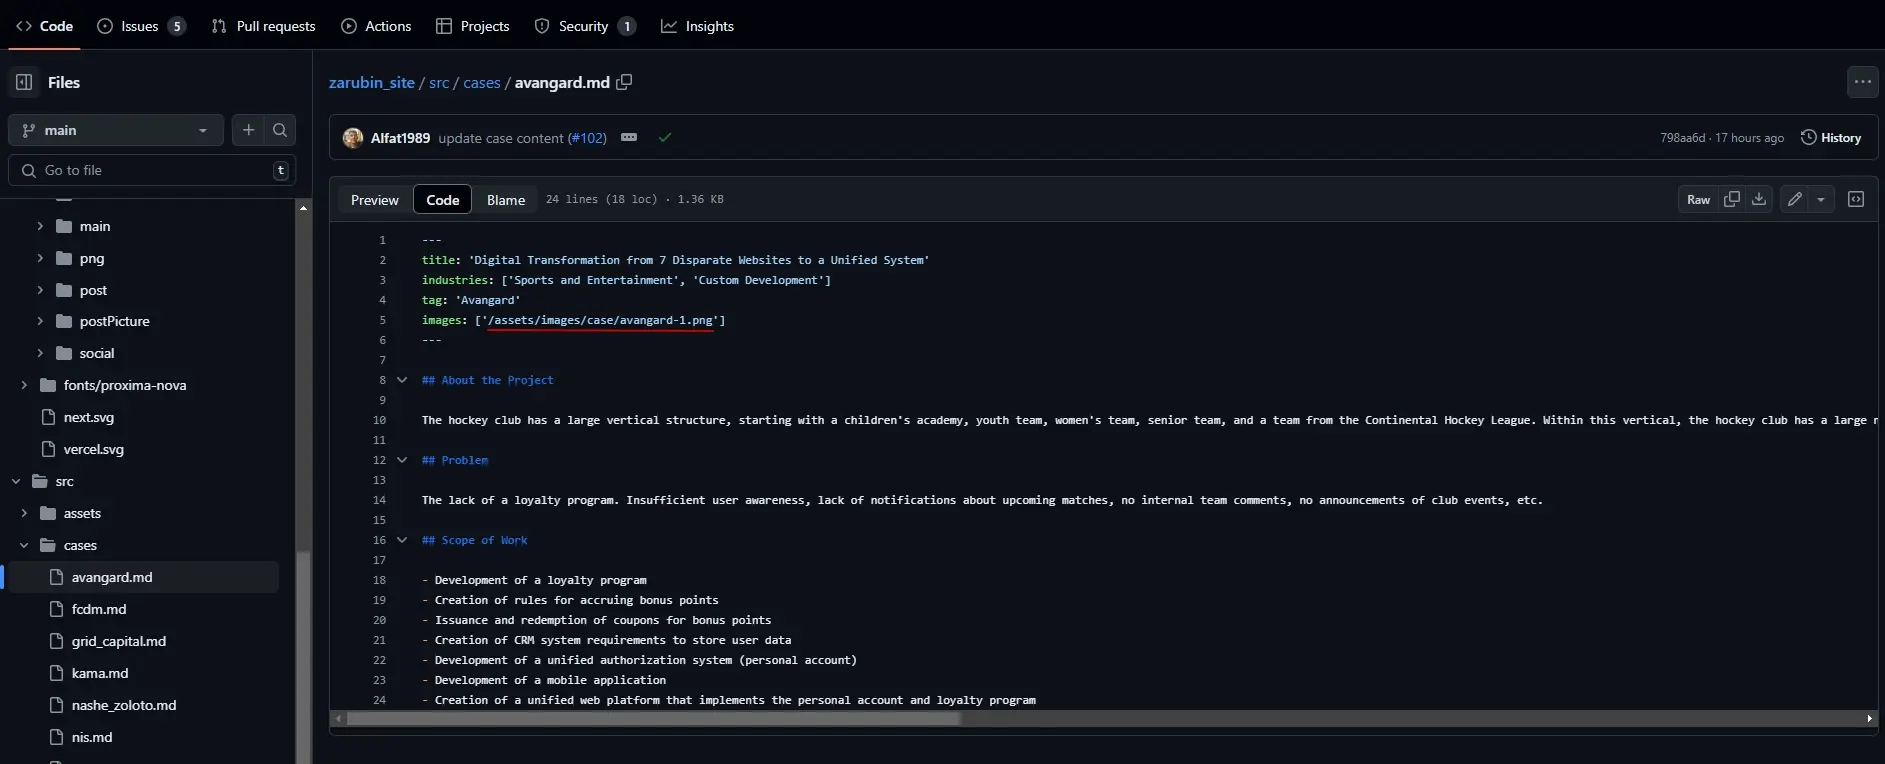 Code Issues 5 Pull requests Actions Projects Security 1 Insights
Files
main
Go to file t
main
png
post
postPicture
social
fonts/proxima-nova
next.svg
vercel.svg
src
assets
cases
avangard.md
fcdm.md
grid_capital.md
kama.md
nashe_zoloto.md
nis.md
zarubin_site / src / cases / avangard.md
Alfat1989 update case content (#102) 798aa6d · 17 hours ago History
Preview Code Blame 24 lines (18 loc) · 1.36 KB Raw
1 ---
2 title: 'Digital Transformation from 7 Disparate Websites to a Unified System'
3 industries: ['Sports and Entertainment', 'Custom Development']
4 tag: 'Avangard'
5 images: ['/assets/images/case/avangard-1.png']
6 ---
7
8 ## About the Project
9
10 The hockey club has a large vertical structure, starting with a children's academy, youth team, women's team, senior team, and a team from the Continental Hockey League. Within this vertical, the hockey club has a large
11
12 ## Problem
13
14 The lack of a loyalty program. Insufficient user awareness, lack of notifications about upcoming matches, no internal team comments, no announcements of club events, etc.
15
16 ## Scope of Work
17
18 - Development of a loyalty program
19 - Creation of rules for accruing bonus points
20 - Issuance and redemption of coupons for bonus points
21 - Creation of CRM system requirements to store user data
22 - Development of a unified authorization system (personal account)
23 - Development of a mobile application
24 - Creation of a unified web platform that implements the personal account and loyalty program